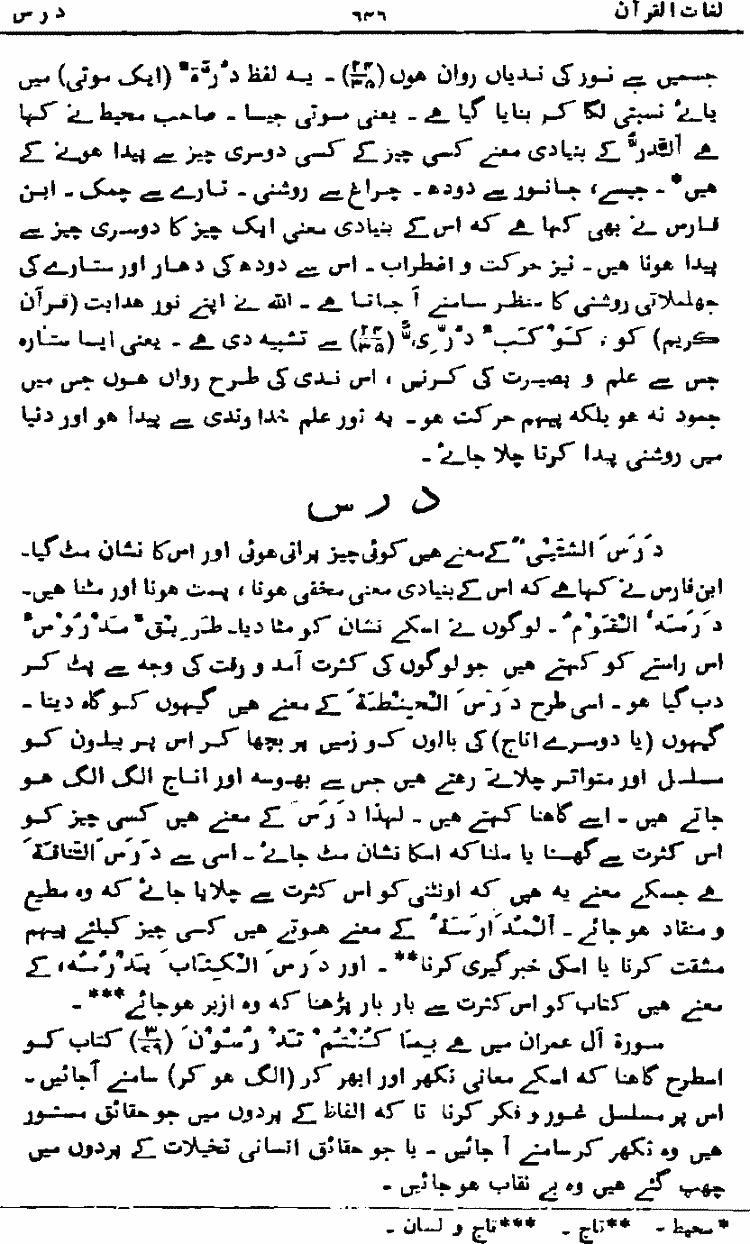 لغات القرآن ٦٣٦ د ر س
جسمیں سے نور کی ندیاں رواں ہوں (۲۴/۳۵) ۔ یہ لفظ دُرَّۃٌ (ایک موتی) میں
یائے نسبتی لگا کر بنایا گیا ہے ۔ یعنی موتی جیسا ۔ صاحب محیط نے کہا
ہے اَلدَّرُّ کے بنیادی معنے کسی چیز کے کسی دوسری چیز سے پیدا ہونے کے
ہیں* ۔ جیسے، جانور سے دودھ ۔ چراغ سے روشنی ۔ تارے سے چمک ۔ ابن
فارس نے بھی کہا ہے کہ اس کے بنیادی معنی ایک چیز کا دوسری چیز سے
پیدا ہونا ہیں ۔ نیز حرکت و اضطراب ۔ اس سے دودھ کی دھار اور ستارے کی
جھلملاتی روشنی کا منظر سامنے آ جاتا ہے ۔ اللہ نے اپنے نور ہدایت (قرآن
کریم) کو، کَوْکَبٌ دُرِّیٌّ (۲۴/۳۵) سے تشبیہ دی ہے ۔ یعنی ایسا ستارہ
جس سے علم و بصیرت کی کرنیں ، اس ندی کی طرح رواں ہوں جس میں
جمود نہ ہو بلکہ پیہم حرکت ہو ۔ یہ نور علم خدا وندی سے پیدا ہو اور دنیا
میں روشنی پیدا کرتا چلا جائے ۔
د ر س
دَرَسَ الشَّیْءُ کے معنے ہیں کوئی چیز پرانی ہوئی اور اس کا نشان مٹ گیا ۔
ابن فارس نے کہا ہے کہ اس کے بنیادی معنی مخفی ہونا ، پست ہونا اور مٹنا ہیں ۔
دَرَسَہُ الْقَوْمُ ۔ لوگوں نے اسکے نشان کو مٹا دیا ۔ طَرِیْقٌ مَدْرُوْسٌ
اس راستے کو کہتے ہیں جو لوگوں کی کثرت آمد و رفت کی وجہ سے پٹ کر
دب گیا ہو ۔ اسی طرح دَرَسَ الْحِنْطَۃَ کے معنے ہیں گیہوں کو گاہ دینا ۔
گیہوں (یا دوسرے اناج) کی بالوں کو زمیں پر بچھا کر اس پر بیلوں کو
مسلسل اور متواتر چلاتے رہتے ہیں جس سے بھوسہ اور اناج الگ الگ ہو
جاتے ہیں ۔ اسے گاہنا کہتے ہیں ۔ لہذا دَرَسَ کے معنے ہیں کسی چیز کو
اس کثرت سے گھسنا یا ملنا کہ اسکا نشان مٹ جائے ۔ اسی سے دَرَسَ النَّاقَۃَ
ہے جسکے معنے یہ ہیں کہ اونٹنی کو اس کثرت سے چلایا جائے کہ وہ مطیع
و منقاد ہو جائے ۔ اَلْمُدَارَسَۃُ کے معنے ہوتے ہیں کسی چیز کیلئے پیہم
مشقت کرنا یا اسکی خبرگیری کرنا** ۔ اور دَرَسَ الْکِتَابَ یَدْرُسُہٗ، کے
معنے ہیں کتاب کو اس کثرت سے بار بار پڑھنا کہ وہ ازبر ہو جائے*** ۔
سورۃ آل عمران میں ہے بِمَا کُنْتُمْ تَدْرُسُوْنَ (۳/۷۹) کتاب کو
اسطرح گاہنا کہ اسکے معانی نکھر اور ابھر کر (الگ ہو کر) سامنے آجائیں ۔
اس پر مسلسل غور و فکر کرنا تا کہ الفاظ کے پردوں میں جو حقائق مستور
ہیں وہ نکھر کر سامنے آ جائیں ۔ یا جو حقائق انسانی تخیلات کے پردوں میں
چھپ گئے ہیں وہ بے نقاب ہو جائیں ۔
*محیط ۔ **تاج ۔ ***تاج و لسان ۔